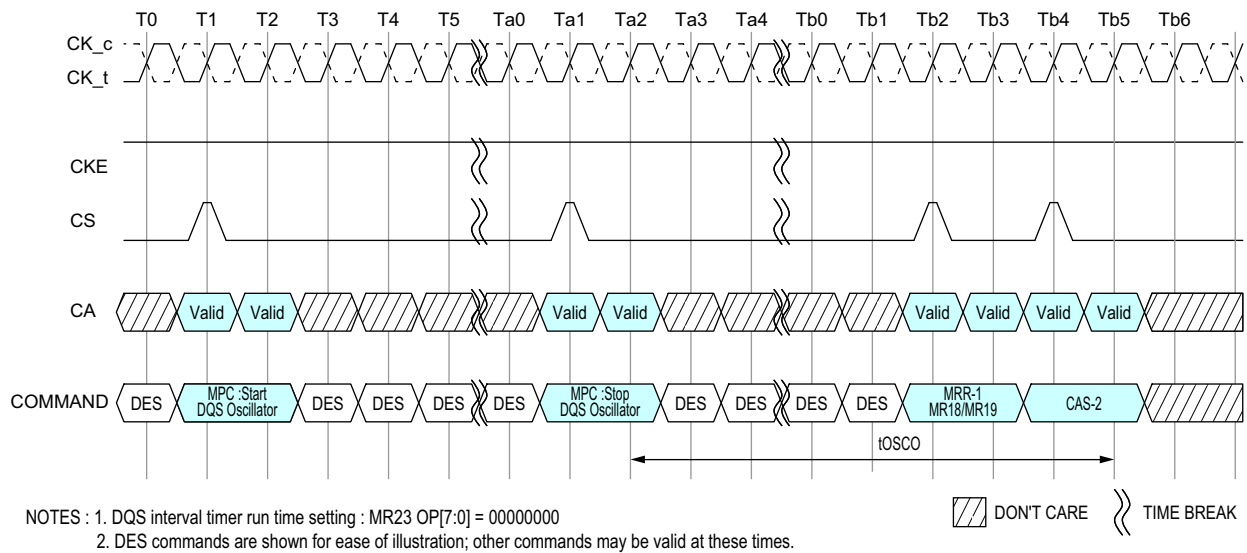 T0 T1 T2 T3 T4 T5 Ta0 Ta1 Ta2 Ta3 Ta4 Tb0 Tb1 Tb2 Tb3 Tb4 Tb5 Tb6
CK_c
CK_t
CKE
CS
CA Valid Valid Valid Valid Valid Valid Valid Valid
COMMAND DES MPC :Start DQS Oscillator DES DES DES DES MPC :Stop DQS Oscillator DES DES DES DES MRR-1 MR18/MR19 CAS-2
tOSCO
NOTES : 1. DQS interval timer run time setting : MR23 OP[7:0] = 00000000
2. DES commands are shown for ease of illustration; other commands may be valid at these times.
DON'T CARE TIME BREAK